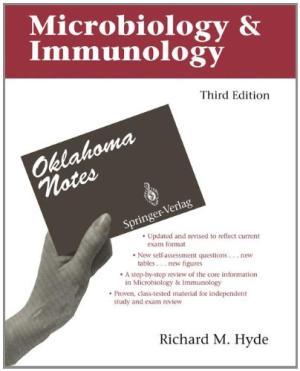 Microbiology &
Immunology
Third Edition
Oklahoma
Notes
Springer-Verlag
• Updated and revised to reflect current
exam format
• New self-assessment questions . . . new
tables . . . new figures
• A step-by-step review of the core information
in Microbiology & Immunology
• Proven, class-tested material for independent
study and exam review
Richard M. Hyde